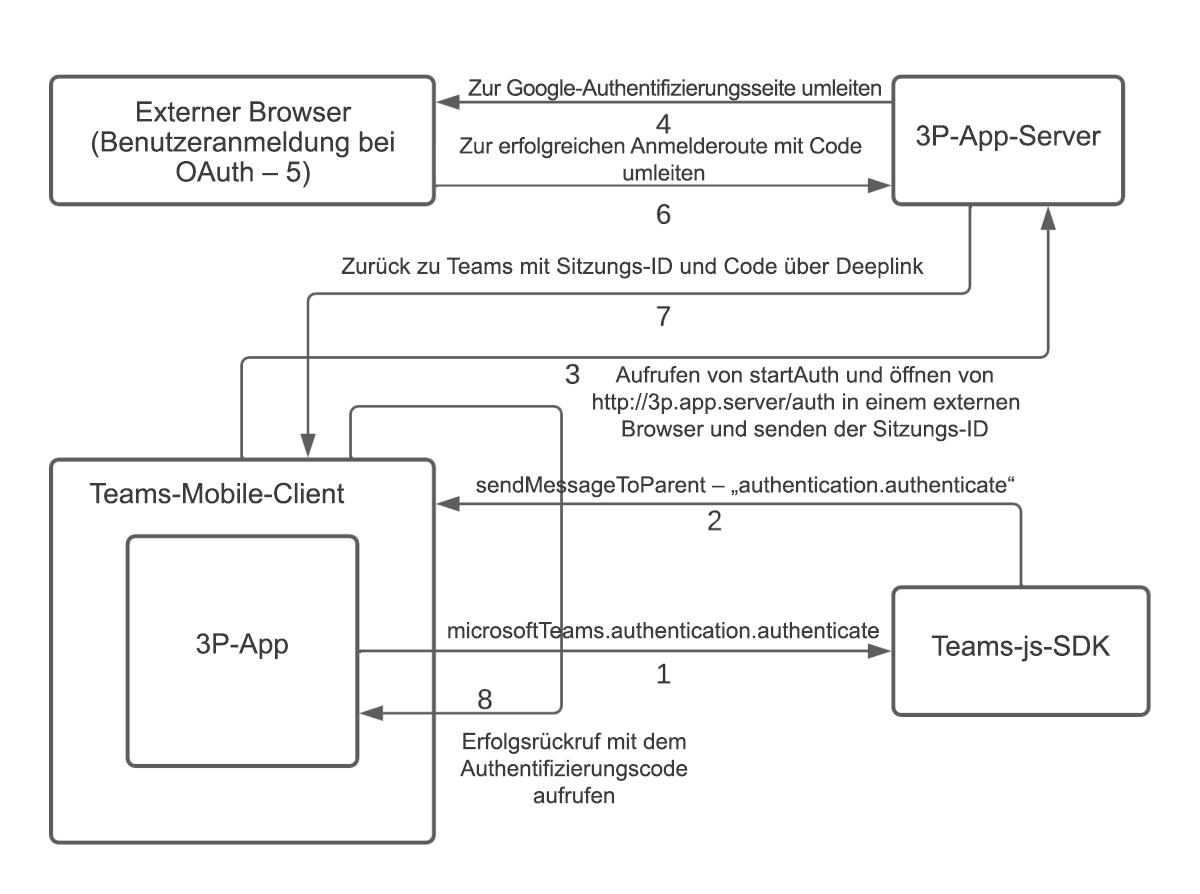 Zur Google-Authentifizierungsseite umleiten
Externer Browser
(Benutzeranmeldung bei
OAuth – 5)
4
3P-App-Server
Zur erfolgreichen Anmelderoute mit Code
umleiten
6
Zurück zu Teams mit Sitzungs-ID und Code über Deeplink
7
3
Aufrufen von startAuth und öffnen von
http://3p.app.server/auth in einem externen
Browser und senden der Sitzungs-ID
Teams-Mobile-Client
sendMessageToParent – „authentication.authenticate“
2
3P-App
microsoftTeams.authentication.authenticate
1
Teams-js-SDK
8
Erfolgsrückruf mit dem
Authentifizierungscode
aufrufen